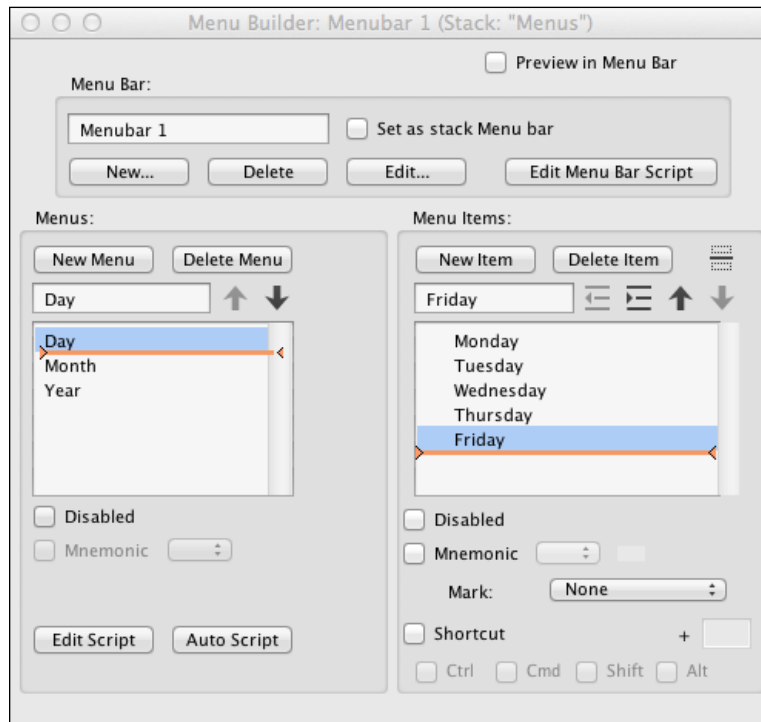 Menu Builder: Menubar 1 (Stack: "Menus")
Preview in Menu Bar
Menu Bar:
Menubar 1
Set as stack Menu bar
New...
Delete
Edit...
Edit Menu Bar Script
Menus:
New Menu
Delete Menu
Day
Day
Month
Year
Disabled
Mnemonic
Edit Script
Auto Script
Menu Items:
New Item
Delete Item
Friday
Monday
Tuesday
Wednesday
Thursday
Friday
Disabled
Mnemonic
Mark:
None
Shortcut
+
Ctrl
Cmd
Shift
Alt